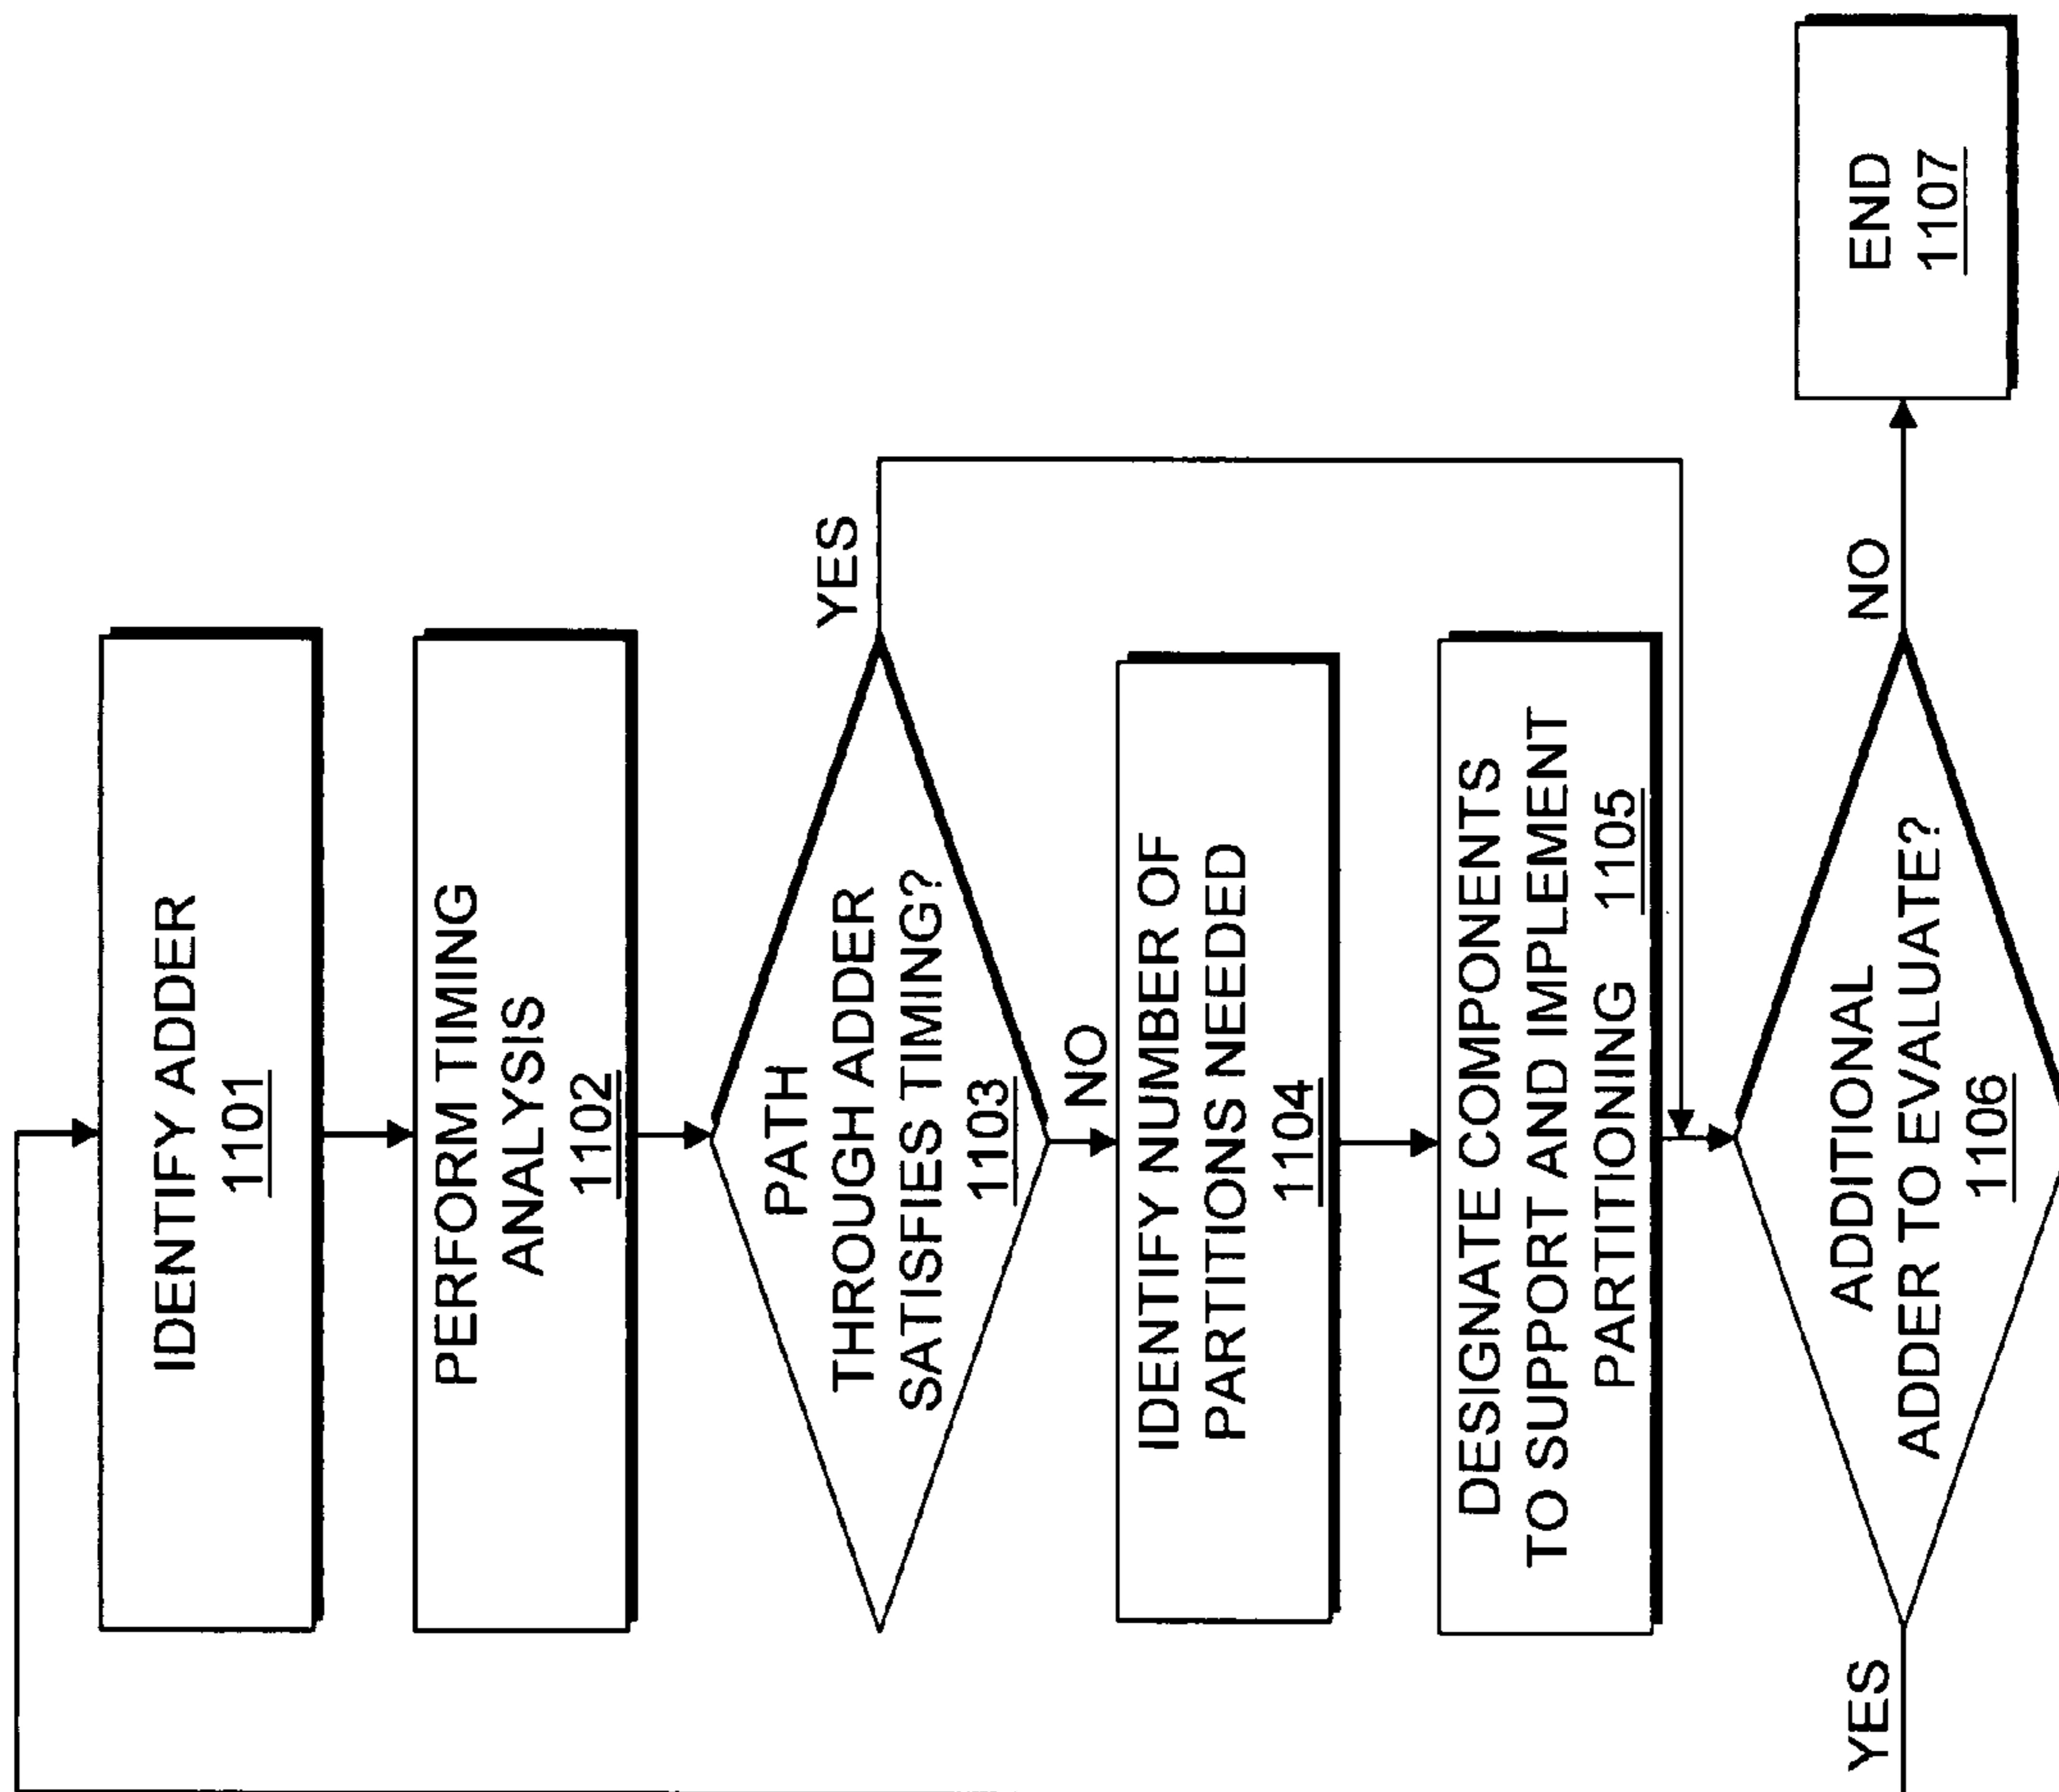 IDENTIFY ADDER
1101
PERFORM TIMING
ANALYSIS
1102
PATH
THROUGH ADDER
SATISFIES TIMING?
1103
YES
NO
IDENTIFY NUMBER OF
PARTITIONS NEEDED
1104
DESIGNATE COMPONENTS
TO SUPPORT AND IMPLEMENT
PARTITIONING 1105
YES
ADDITIONAL
ADDER TO EVALUATE?
1106
NO
END
1107